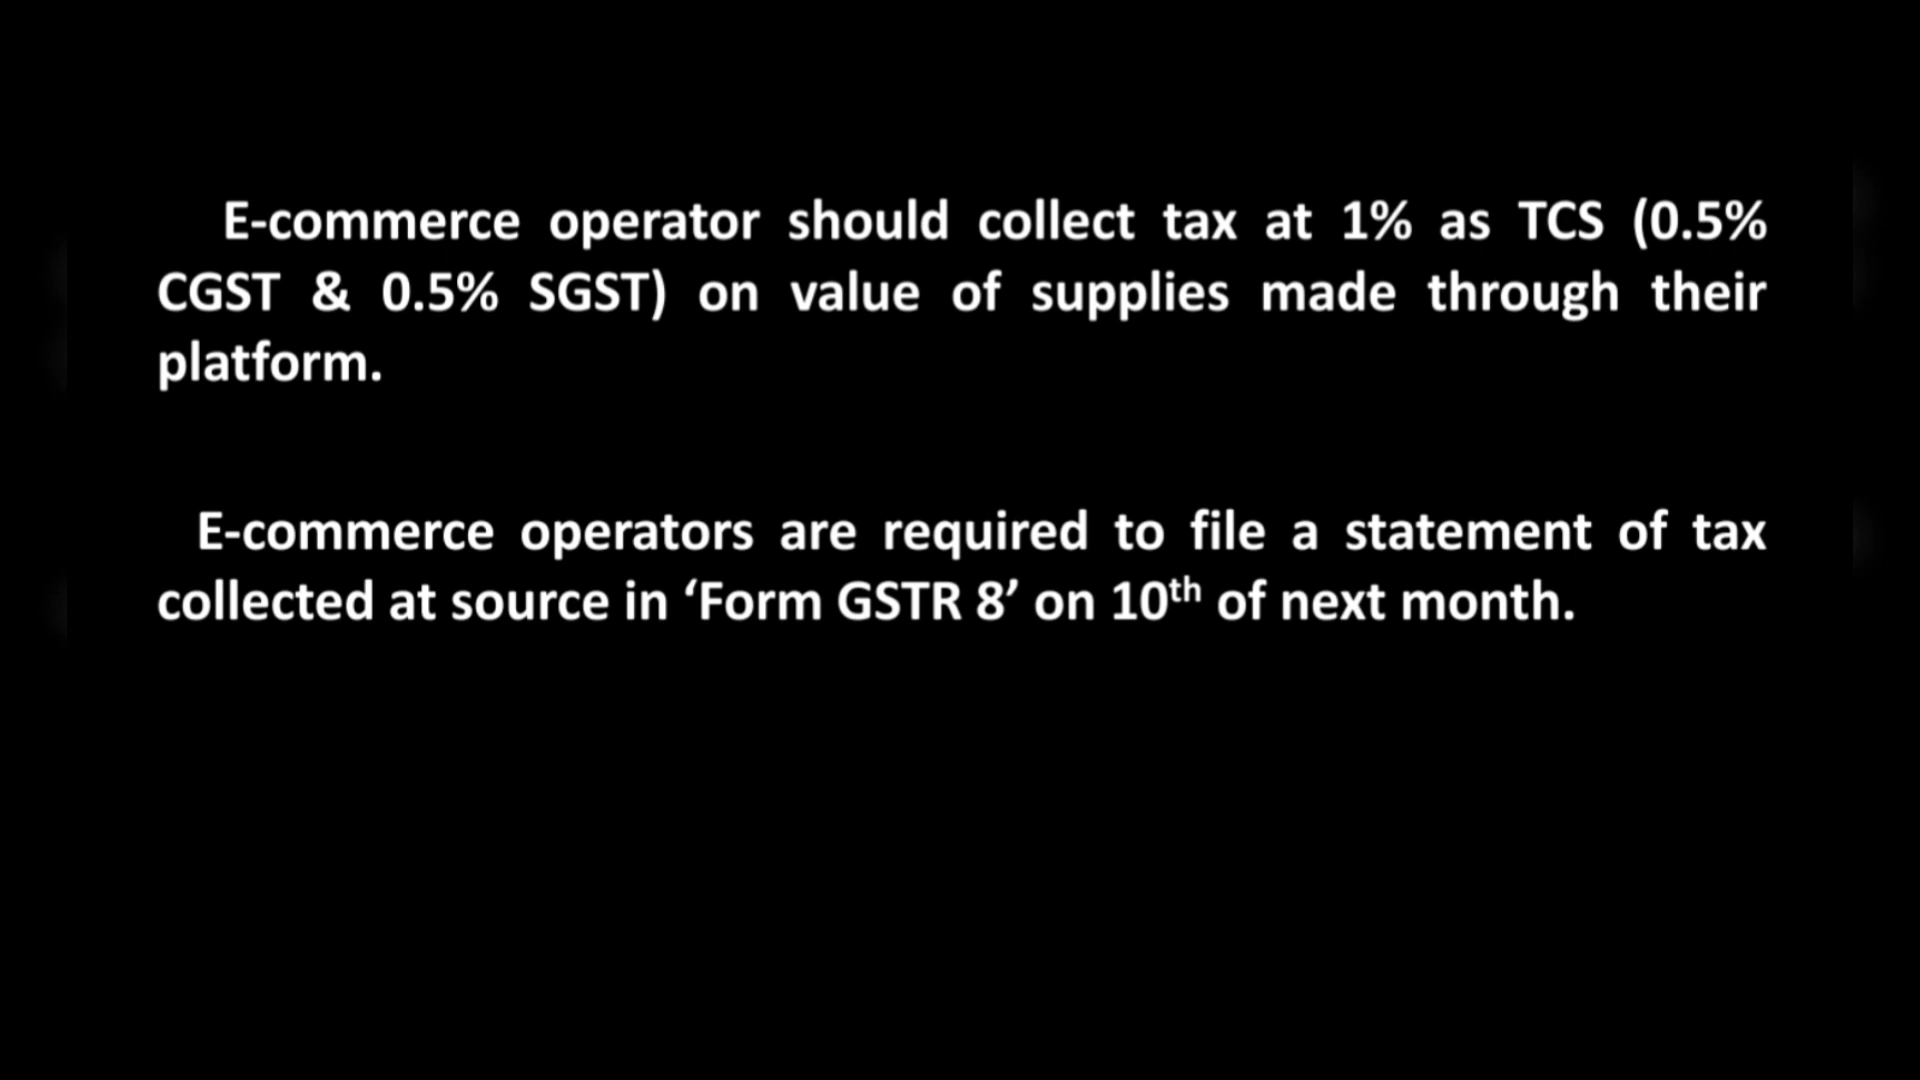 E-commerce operator should collect tax at 1% as TCS (0.5%
CGST & 0.5% SGST) on value of supplies made through their
platform.
E-commerce operators are required to file a statement of tax
collected at source in ‘Form GSTR 8’ on 10th of next month.